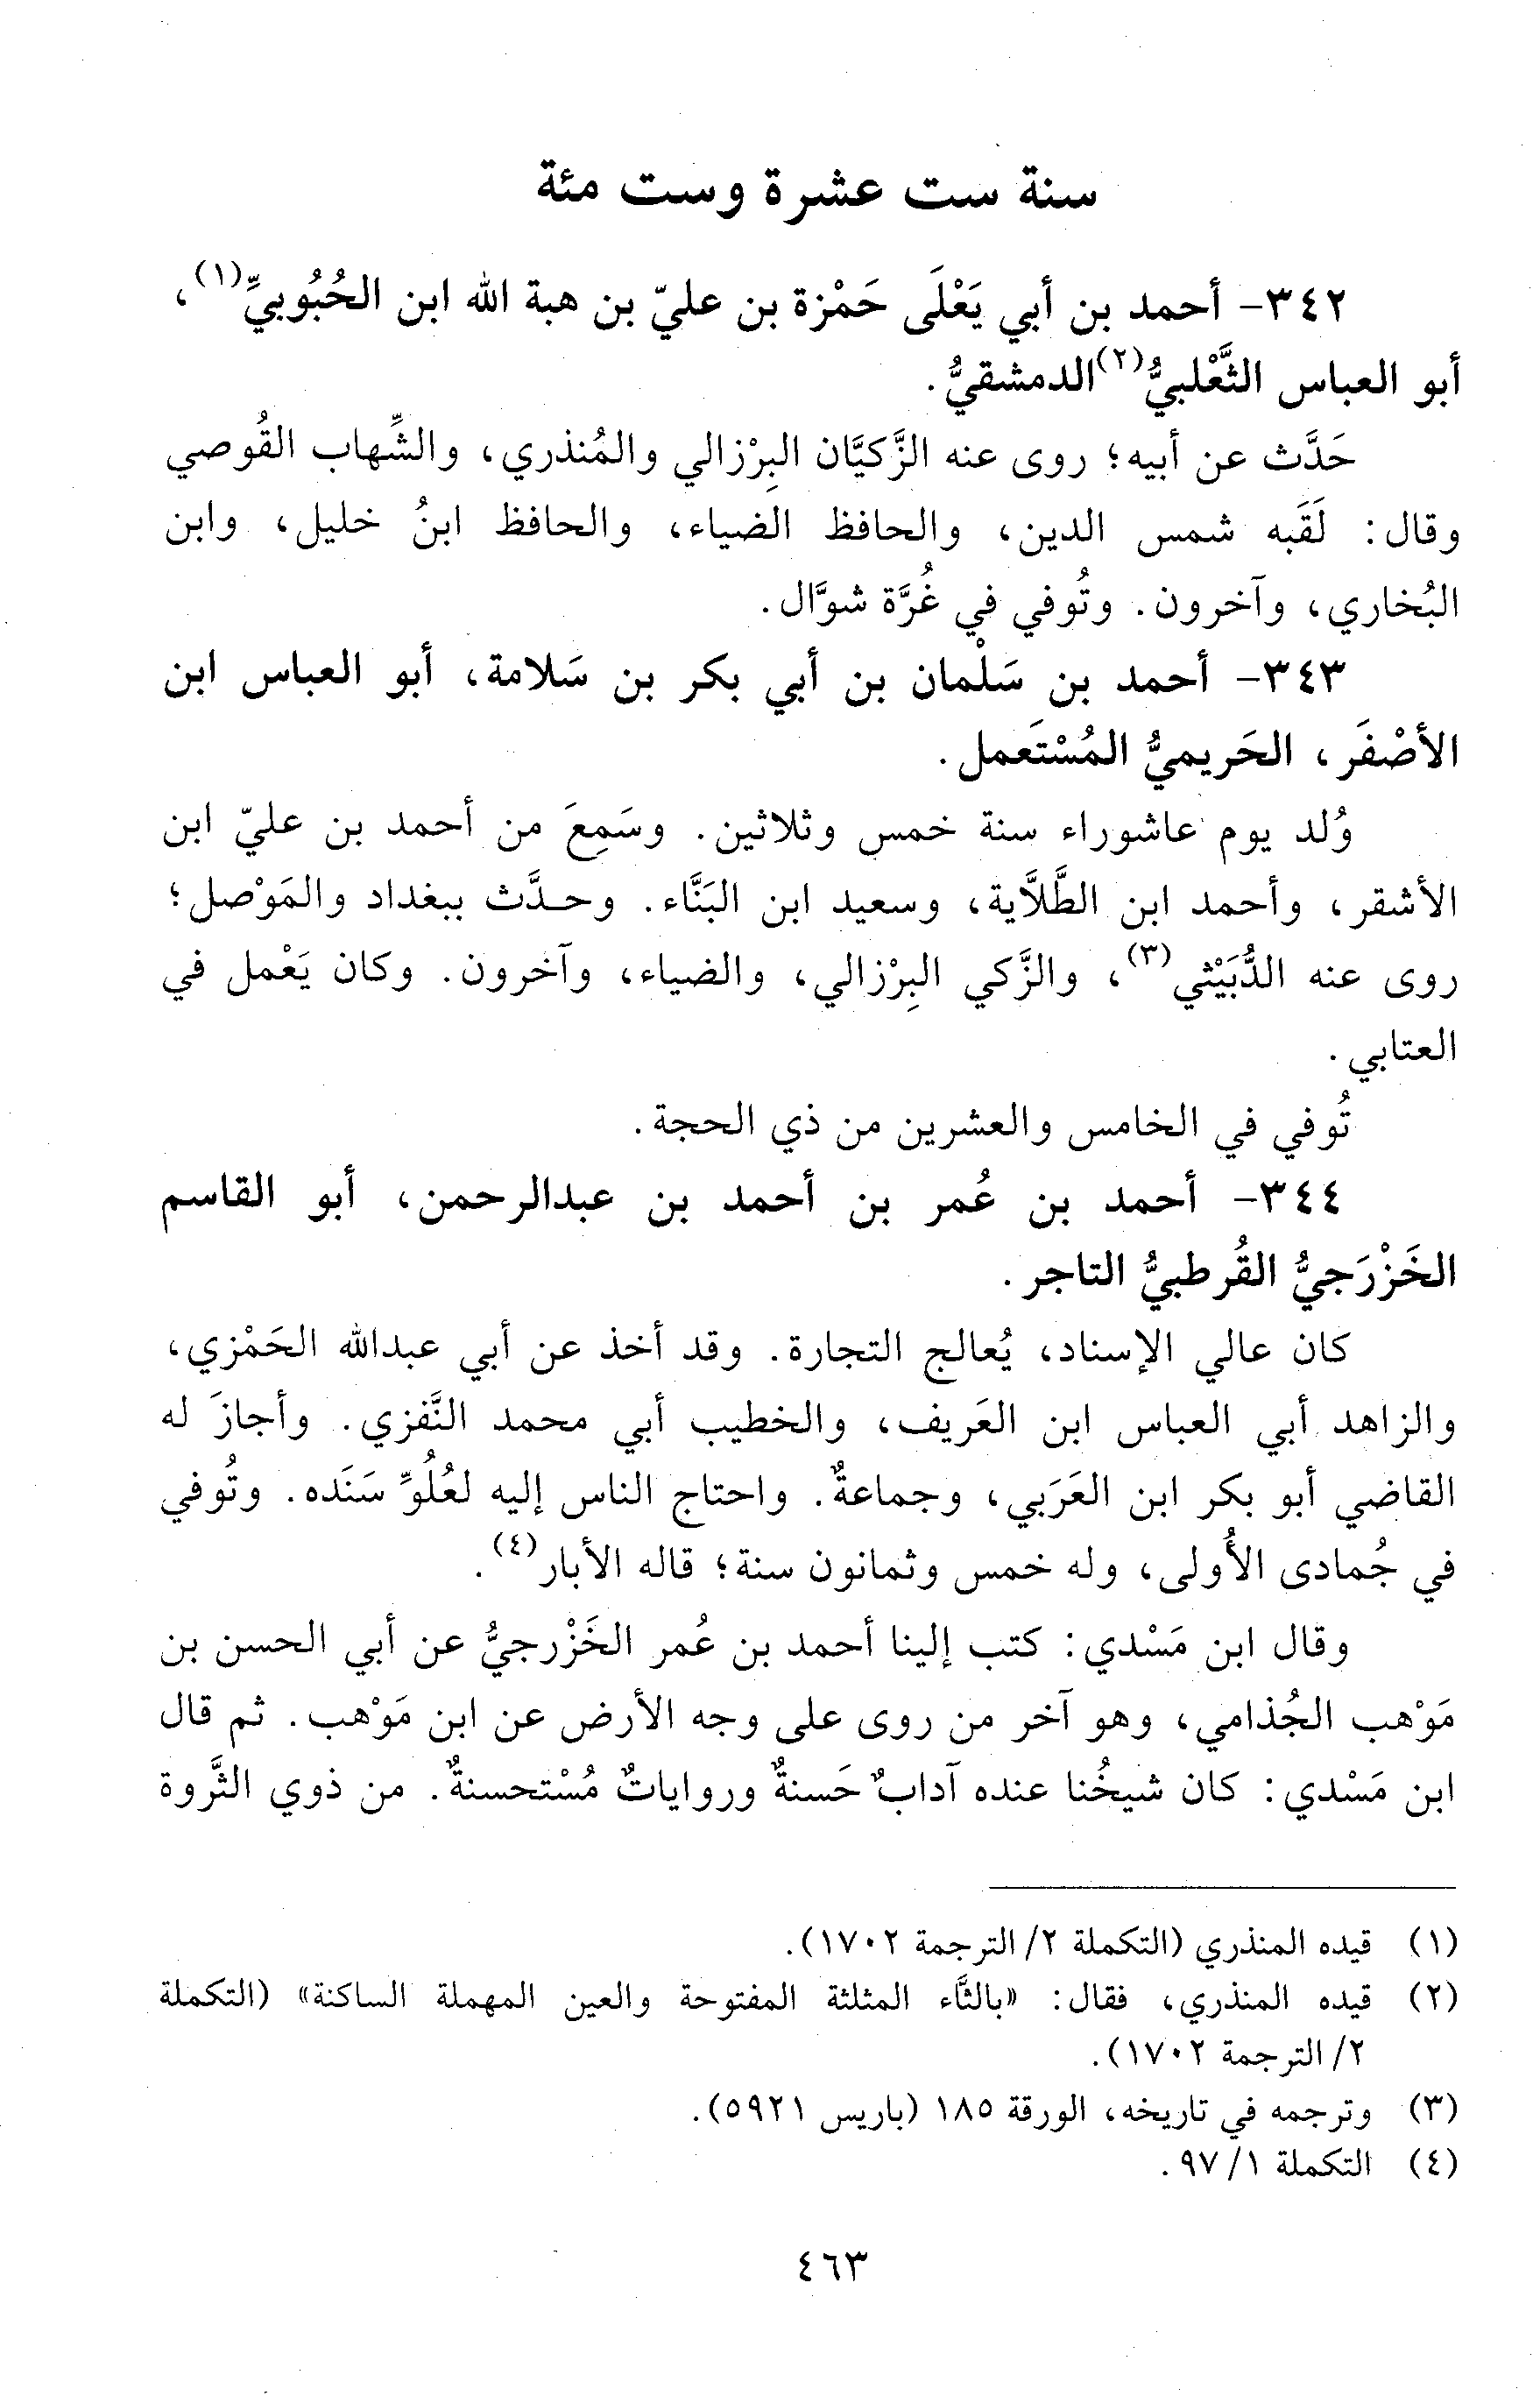 سنة ست عشرة وست مئة
٣٤٢- أحمد بن أبي يَعْلَى حَمْزة بن عليّ بن هبة الله ابن الحُبُوبيِّ(١)،
أبو العباس الثَّعْلبيُّ(٢) الدمشقيُّ.
حَدَّث عن أبيه؛ روى عنه الزَّكيَّان البِرْزالي والمُنذري، والشِّهاب القُوصي
وقال: لَقَبه شمس الدين، والحافظ الضياء، والحافظ ابنُ خليل، وابن
البُخاري، وآخرون. وتُوفي في غُرَّة شوَّال.
٣٤٣- أحمد بن سَلْمان بن أبي بكر بن سَلامة، أبو العباس ابن
الأصْفَر، الحَريميُّ المُسْتَعمل.
وُلد يوم عاشوراء سنة خمس وثلاثين. وسَمِعَ من أحمد بن عليّ ابن
الأشقر، وأحمد ابن الطَّلَّاية، وسعيد ابن البَنَّاء. وحدَّث ببغداد والمَوْصل؛
روى عنه الدُّبَيْثي(٣)، والزَّكي البِرْزالي، والضياء، وآخرون. وكان يَعْمل في
العتابي.
تُوفي في الخامس والعشرين من ذي الحجة.
٣٤٤- أحمد بن عُمر بن أحمد بن عبدالرحمن، أبو القاسم
الخَزْرَجيُّ القُرطبيُّ التاجر.
كان عالي الإسناد، يُعالج التجارة. وقد أخذ عن أبي عبدالله الحَمْزي،
والزاهد أبي العباس ابن العَريف، والخطيب أبي محمد النَّفزي. وأجازَ له
القاضي أبو بكر ابن العَرَبي، وجماعةٌ. واحتاج الناس إليه لعُلُوِّ سَنَده. وتُوفي
في جُمادى الأُولى، وله خمس وثمانون سنة؛ قاله الأبار(٤).
وقال ابن مَسْدي: كتب إلينا أحمد بن عُمر الخَزْرجيُّ عن أبي الحسن بن
مَوْهب الجُذامي، وهو آخر من روى على وجه الأرض عن ابن مَوْهب. ثم قال
ابن مَسْدي: كان شيخُنا عنده آدابٌ حَسنةٌ ورواياتٌ مُسْتحسنةٌ. من ذوي الثَّروة
(١) قيده المنذري (التكملة ٢/ الترجمة ١٧٠٢).
(٢) قيده المنذري، فقال: «بالثَّاء المثلثة المفتوحة والعين المهملة الساكنة» (التكملة
٢/ الترجمة ١٧٠٢).
(٣) وترجمه في تاريخه، الورقة ١٨٥ (باريس ٥٩٢١).
(٤) التكملة ١/ ٩٧.
٤٦٣